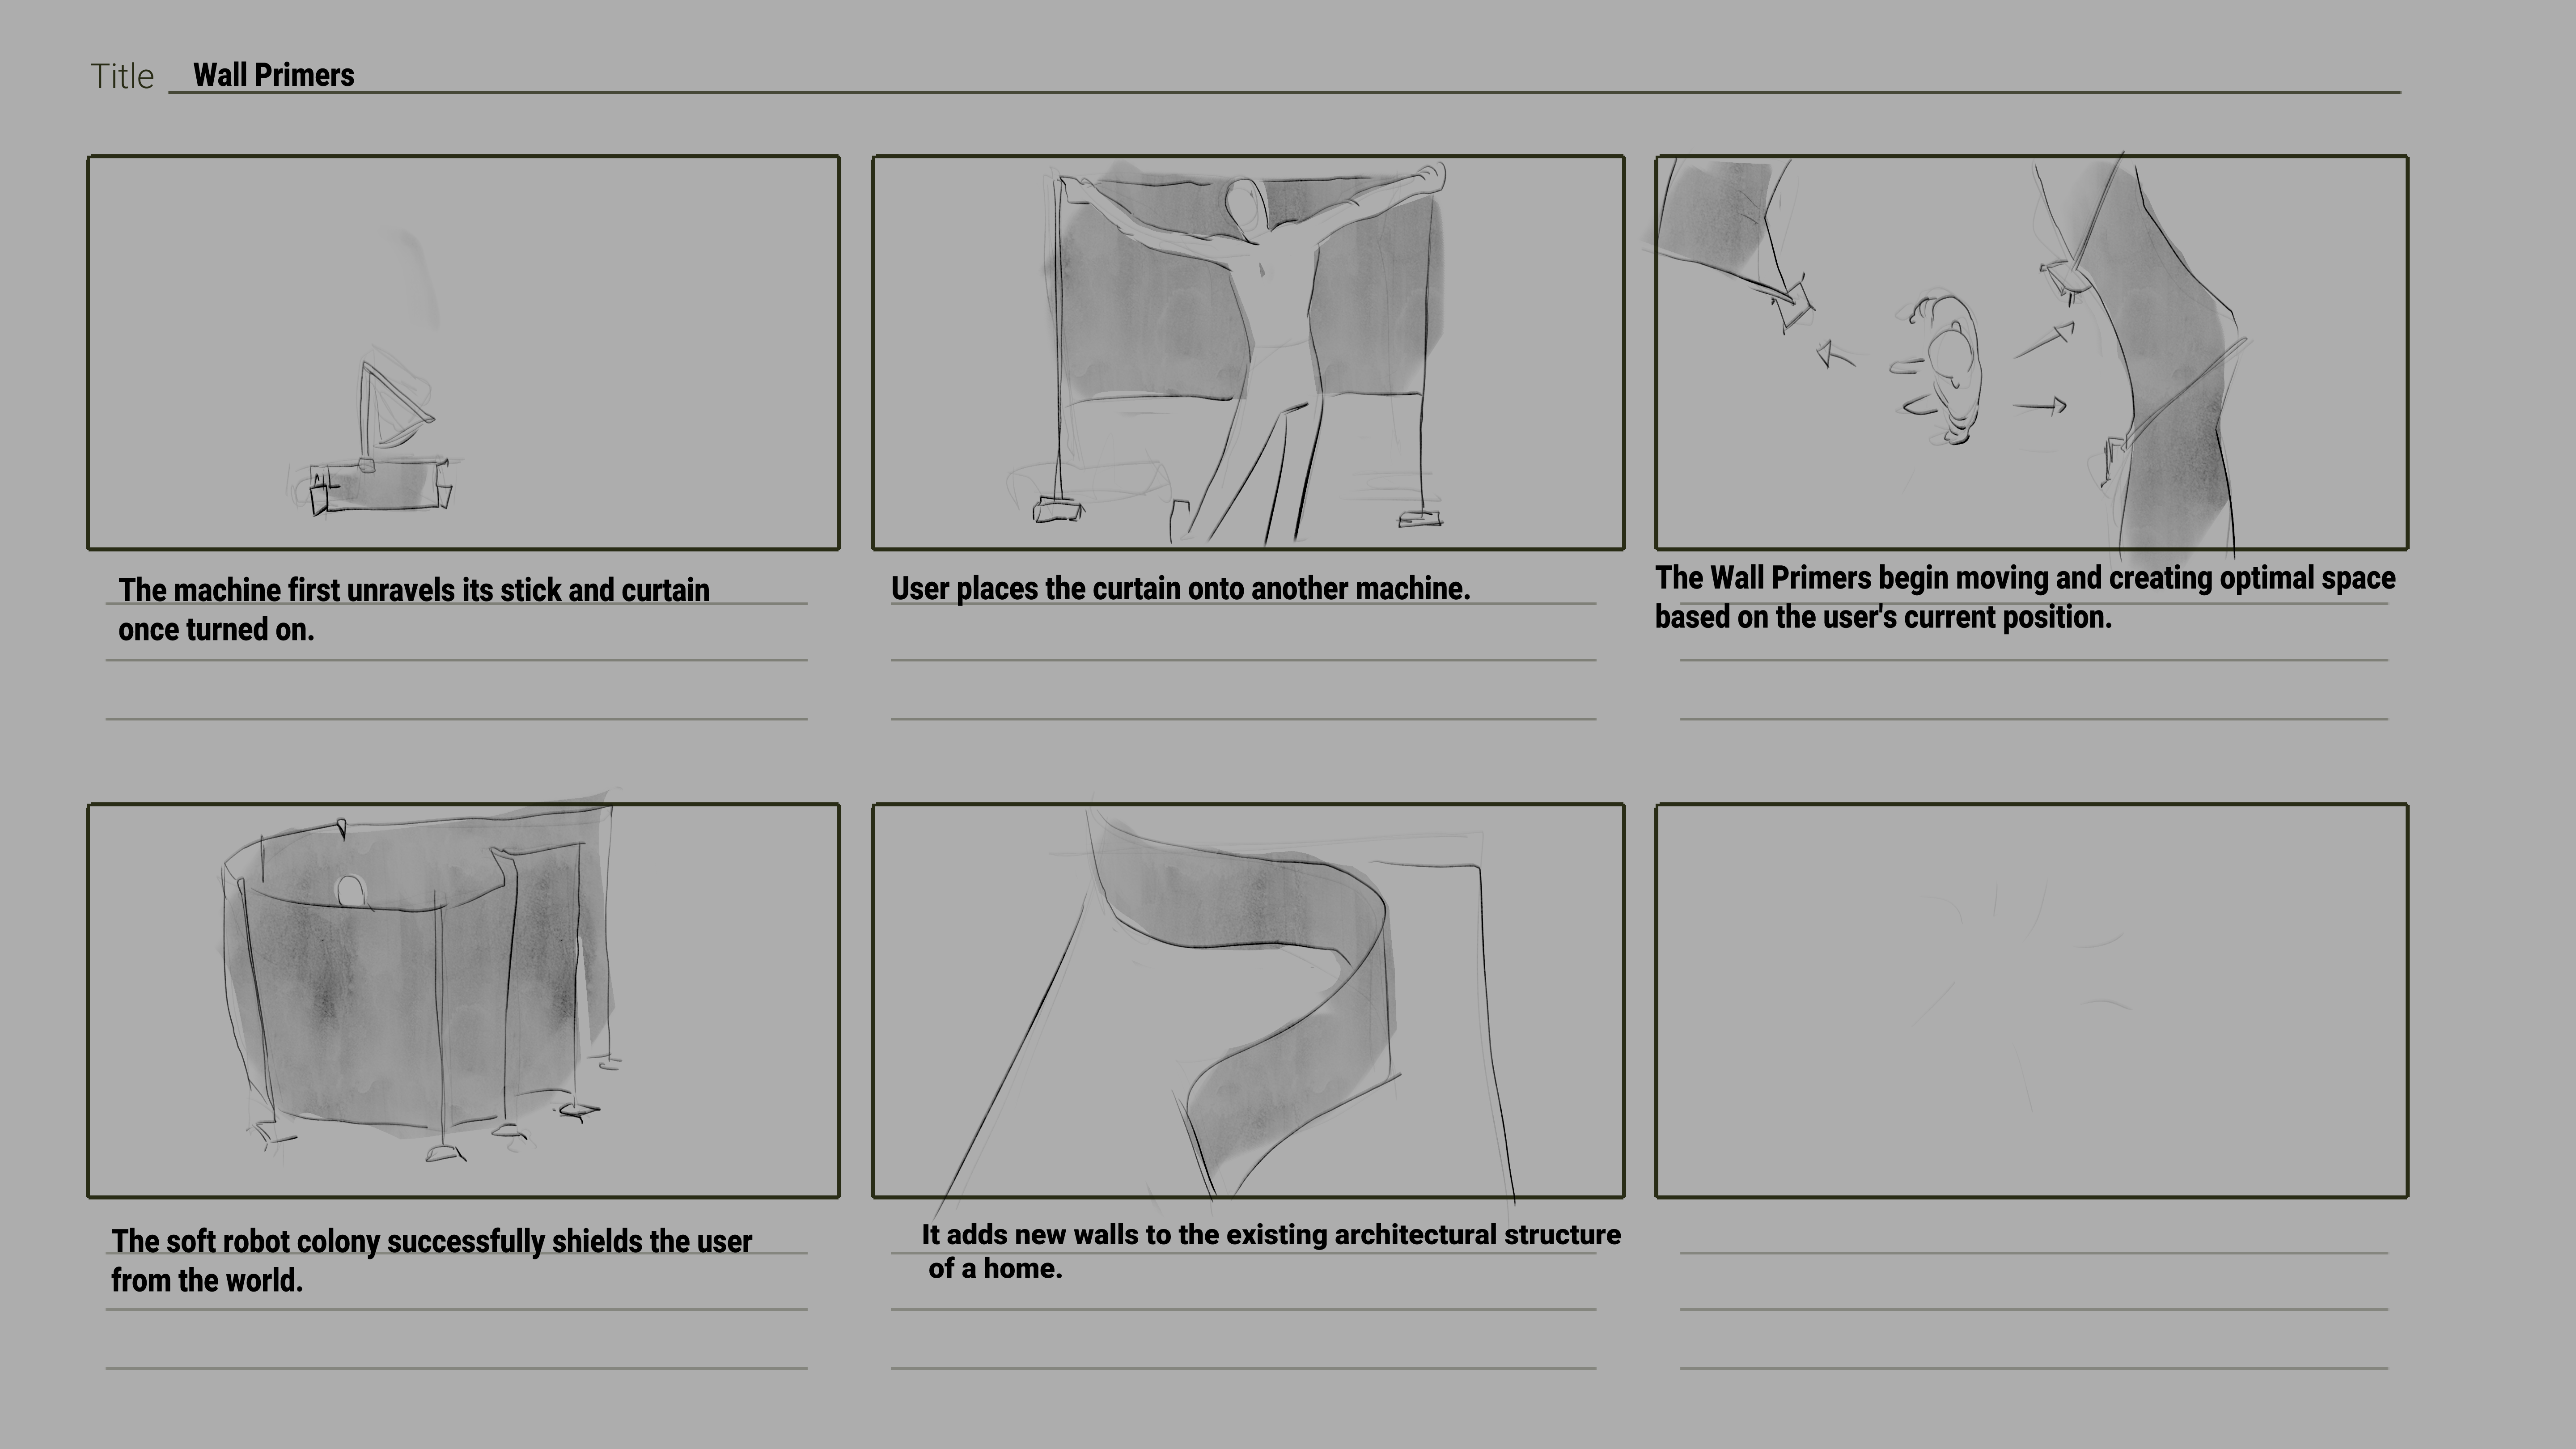 Title Wall Primers
The machine first unravels its stick and curtain
once turned on.
User places the curtain onto another machine.
The Wall Primers begin moving and creating optimal space
based on the user's current position.
The soft robot colony successfully shields the user
from the world.
It adds new walls to the existing architectural structure
of a home.